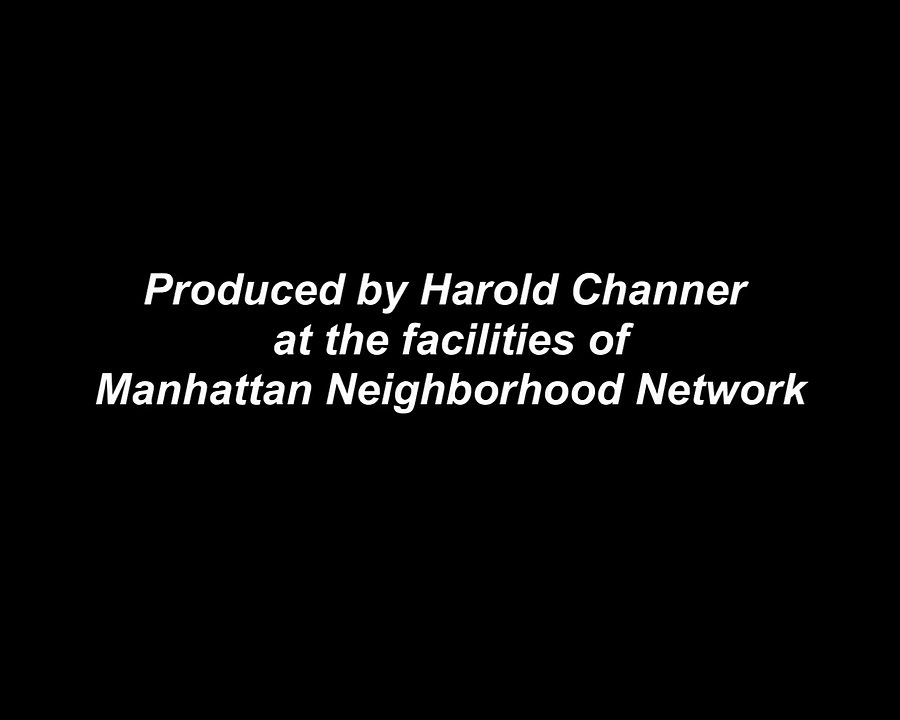 Produced by Harold Channer
at the facilities of
Manhattan Neighborhood Network